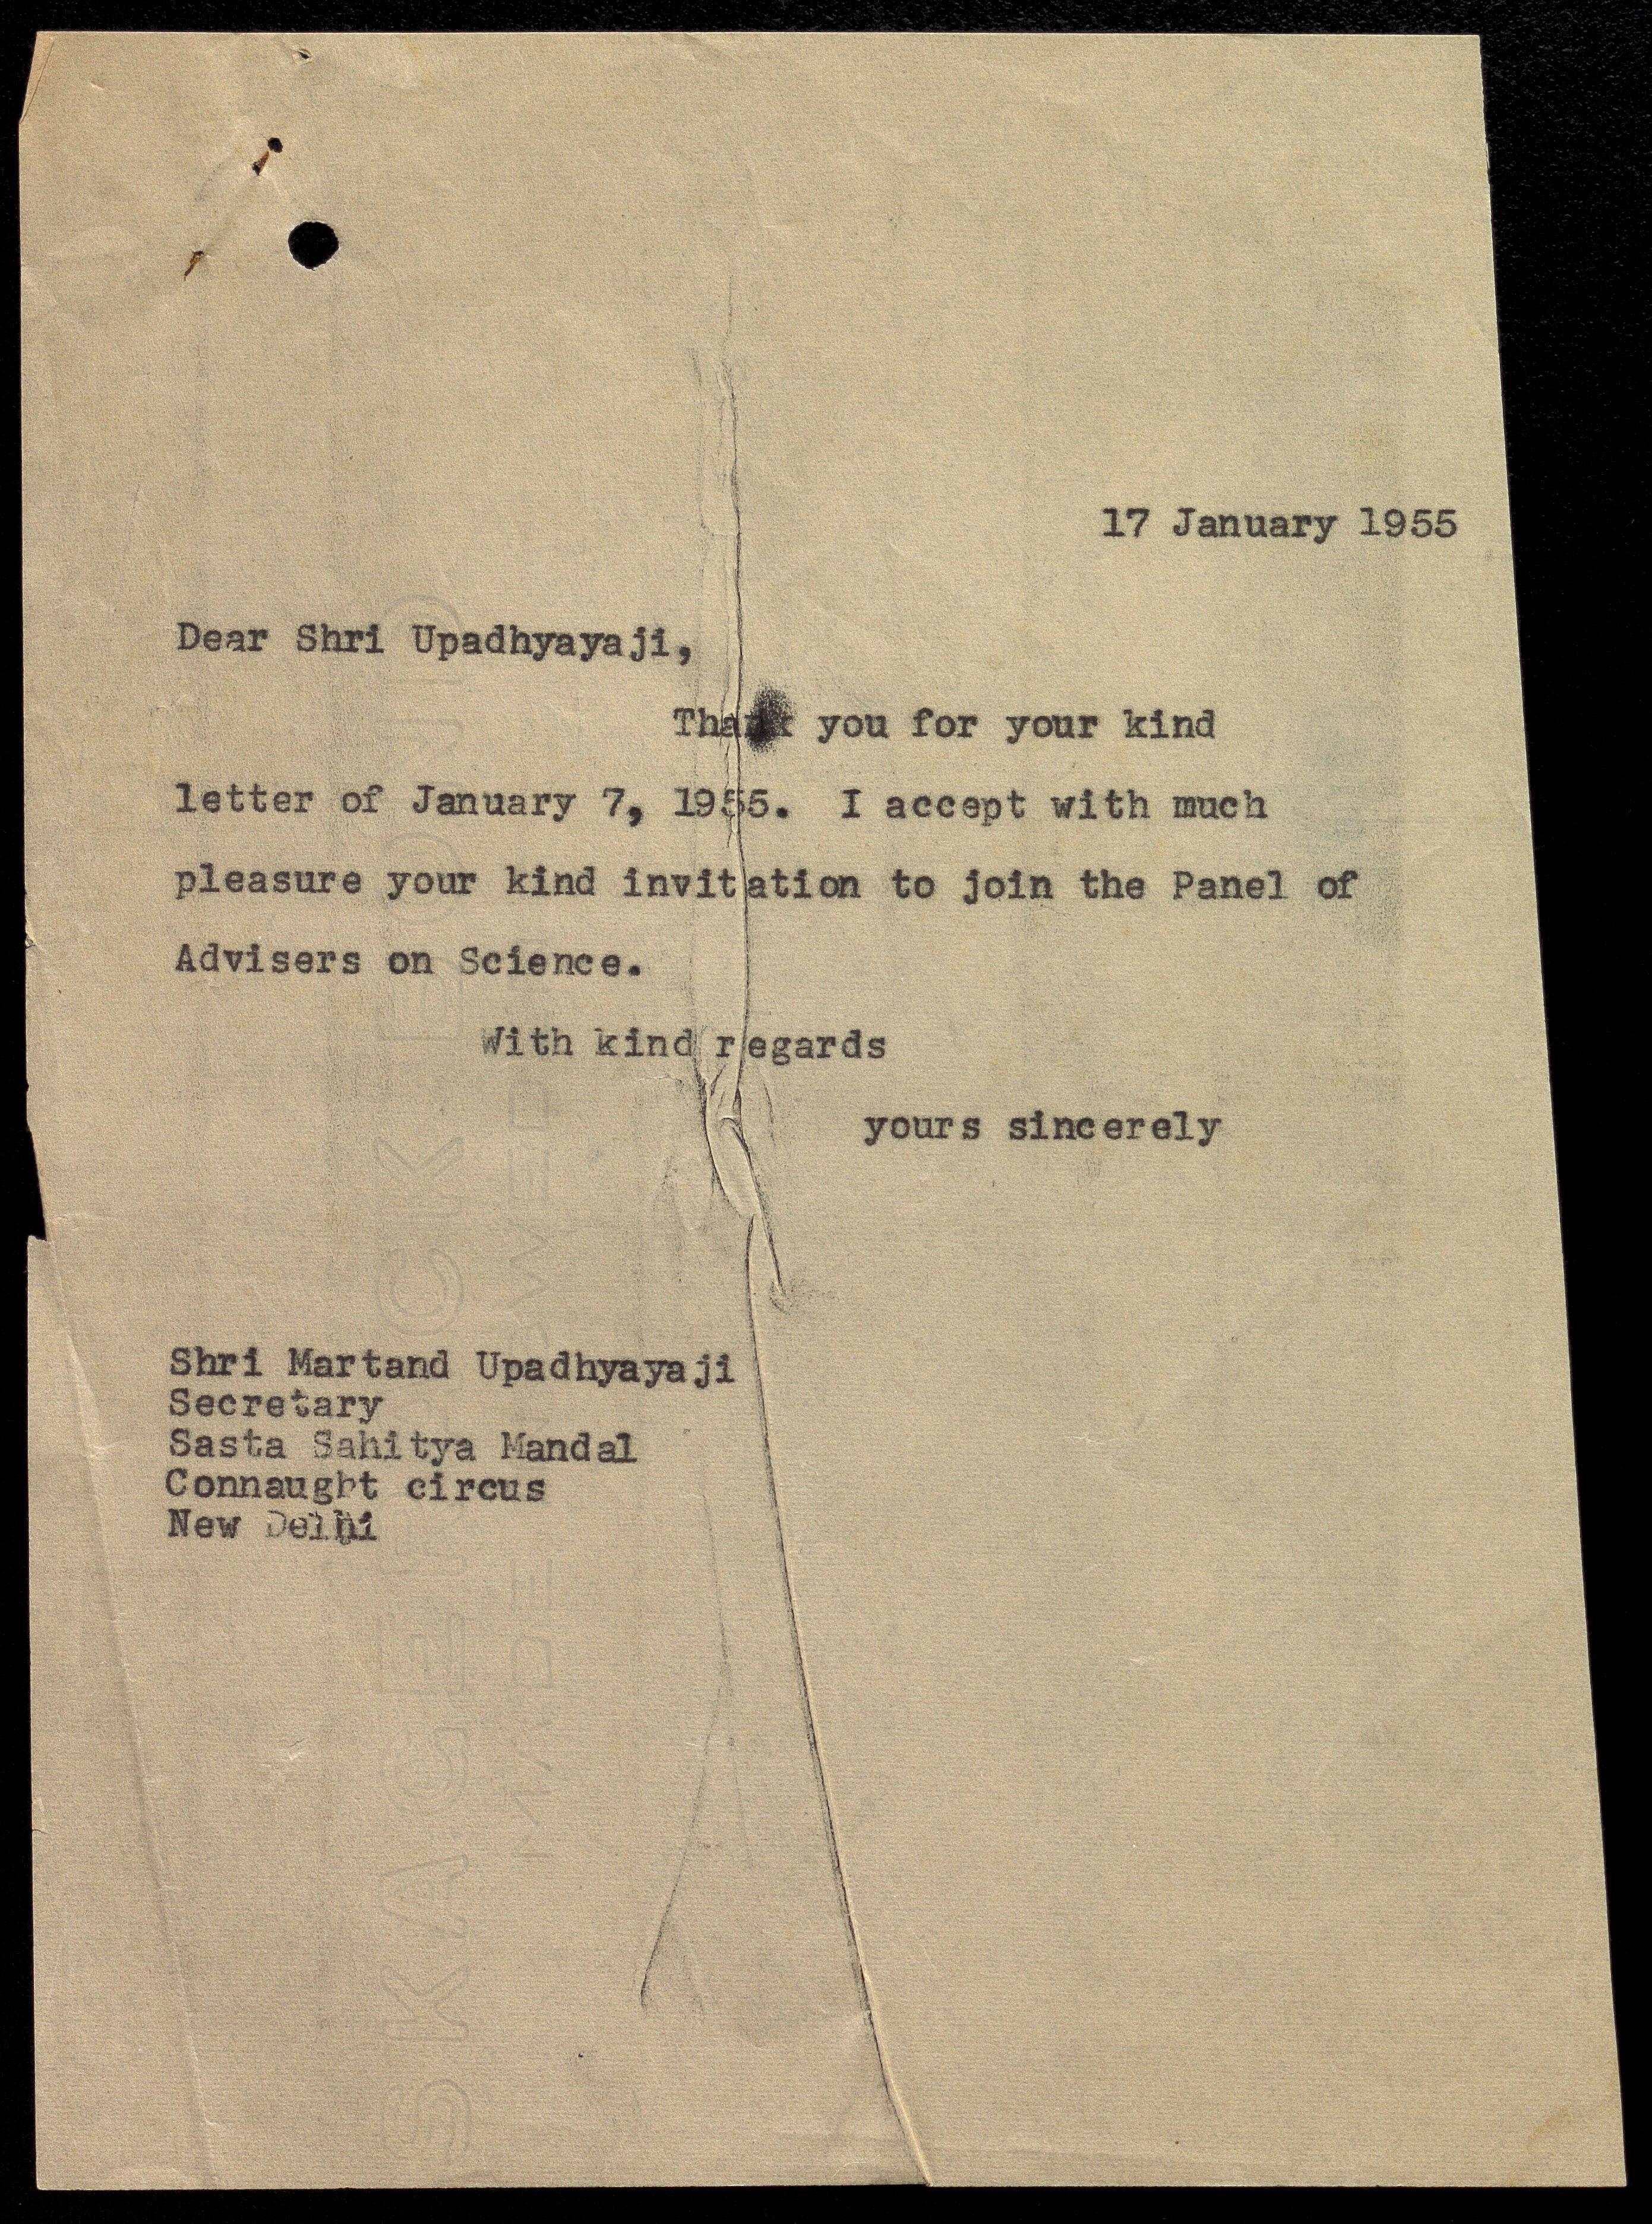 17 January 1955
Dear Shri Upadhyayaji,
Thank you for your kind
letter of January 7, 1955. I accept with much
pleasure your kind invitation to join the Panel of
Advisers on Science.
With kind regards
yours sincerely
Shri Martand Upadhyayaji
Secretary
Sasta Sahitya Mandal
Connaught circus
New Delhi